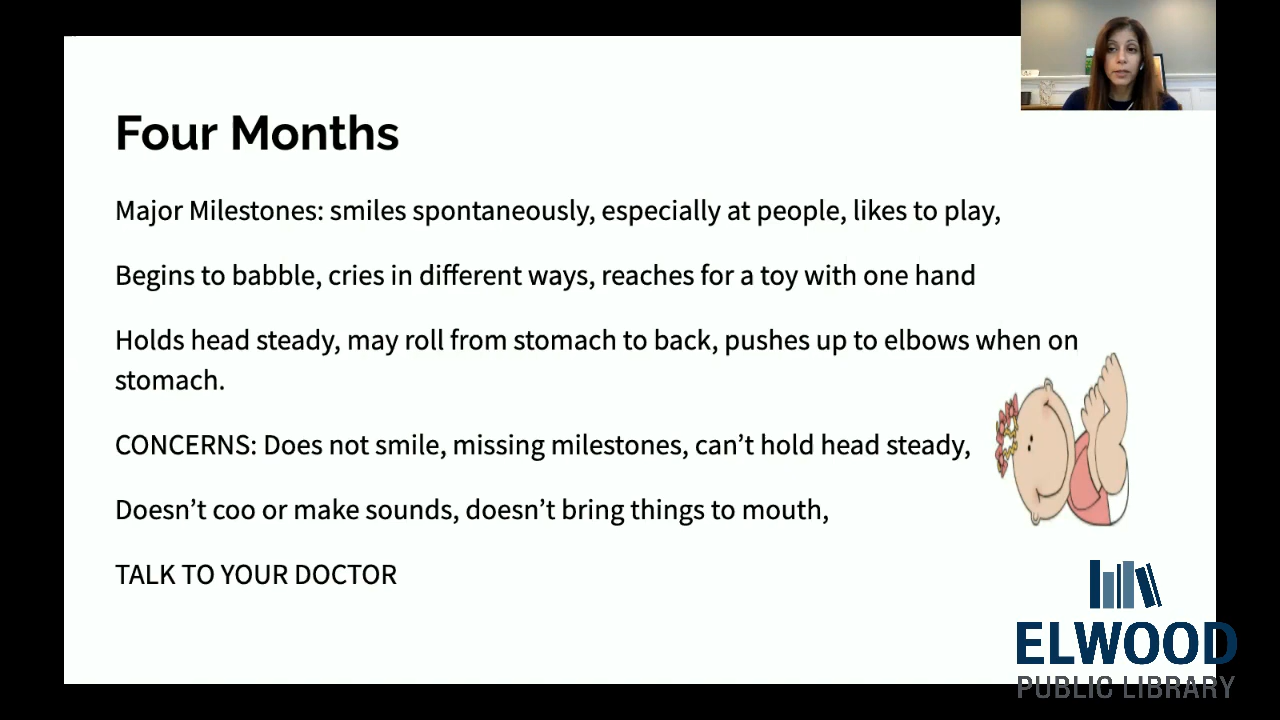 Four Months
Major Milestones: smiles spontaneously, especially at people, likes to play,
Begins to babble, cries in different ways, reaches for a toy with one hand
Holds head steady, may roll from stomach to back, pushes up to elbows when on
stomach.
CONCERNS: Does not smile, missing milestones, can’t hold head steady,
Doesn’t coo or make sounds, doesn’t bring things to mouth,
TALK TO YOUR DOCTOR
ELWOOD
PUBLIC LIBRARY